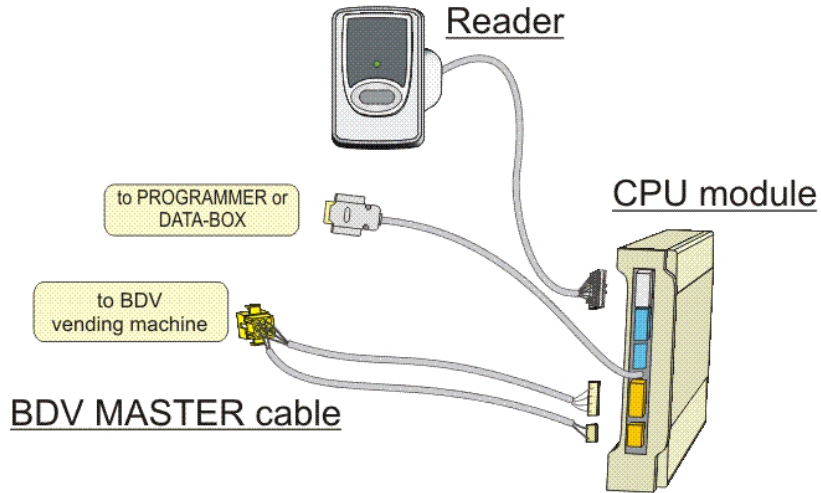 Reader
to PROGRAMMER or
DATA-BOX
CPU module
to BDV
vending machine
BDV MASTER cable